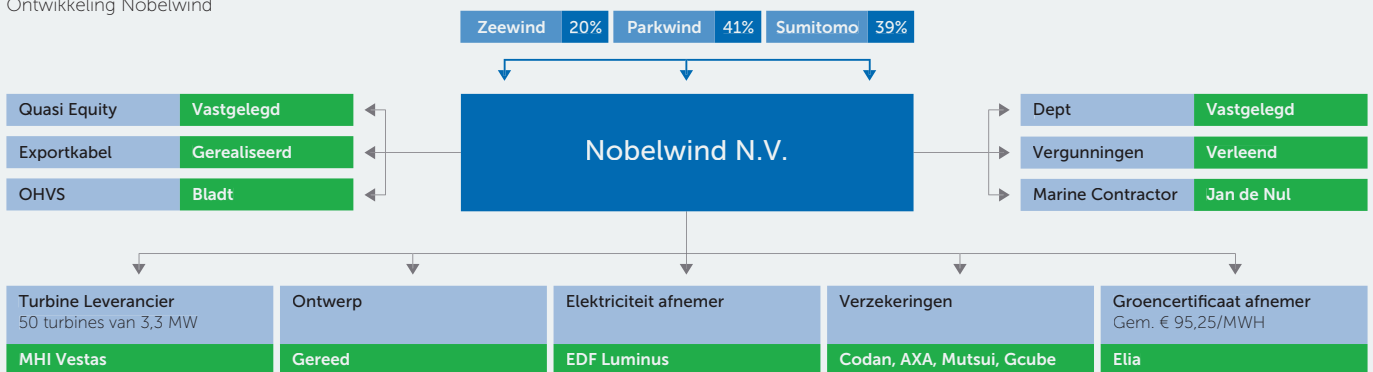 Ontwikkeling Nobelwind
Zeewind 20% Parkwind 41% Sumitomo 39%
Quasi Equity Vastgelegd
Exportkabel Gerealiseerd
OHVS Bladt
Nobelwind N.V.
Dept Vastgelegd
Vergunningen Verleend
Marine Contractor Jan de Nul
Turbine Leverancier
50 turbines van 3,3 MW
MHI Vestas
Ontwerp
Gereed
Elektriciteit afnemer
EDF Luminus
Verzekeringen
Codan, AXA, Mutsui, Gcube
Groencertificaat afnemer
Gem. € 95,25/MWH
Elia